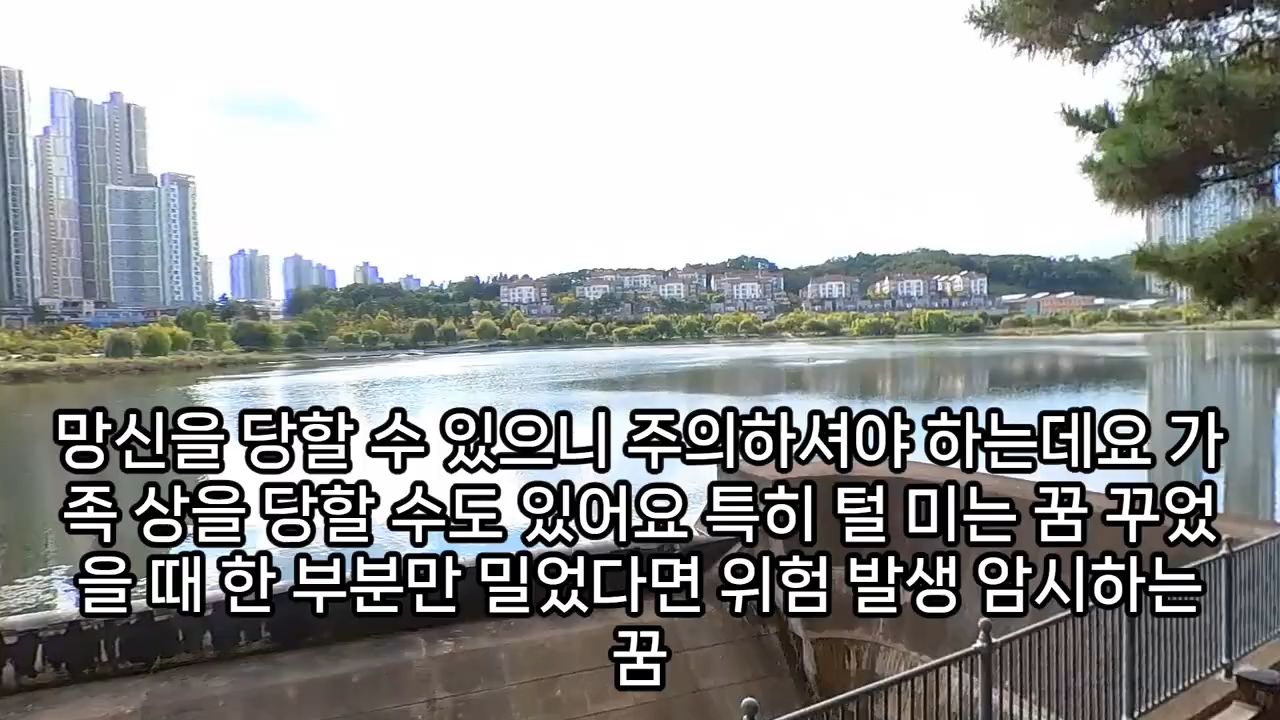 망신을 당할 수 있으니 주의하셔야 하는데요 가
족 상을 당할 수도 있어요 특히 털 미는 꿈 꾸었
을 때 한 부분만 밀었다면 위험 발생 암시하는
꿈